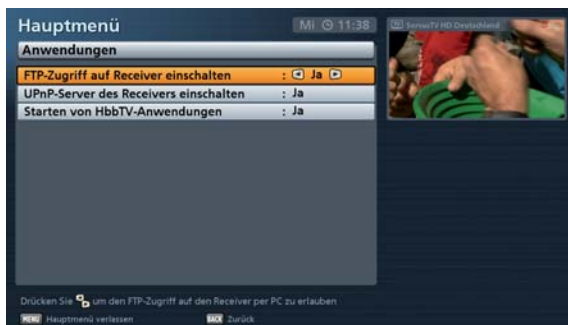 Hauptmenü
Mi 11:38
ServusTV HD Deutschland
Anwendungen
FTP-Zugriff auf Receiver einschalten : Ja
UPnP-Server des Receivers einschalten : Ja
Starten von HbbTV-Anwendungen : Ja
Drücken Sie um den FTP-Zugriff auf den Receiver per PC zu erlauben
MENU Hauptmenü verlassen BACK Zurück